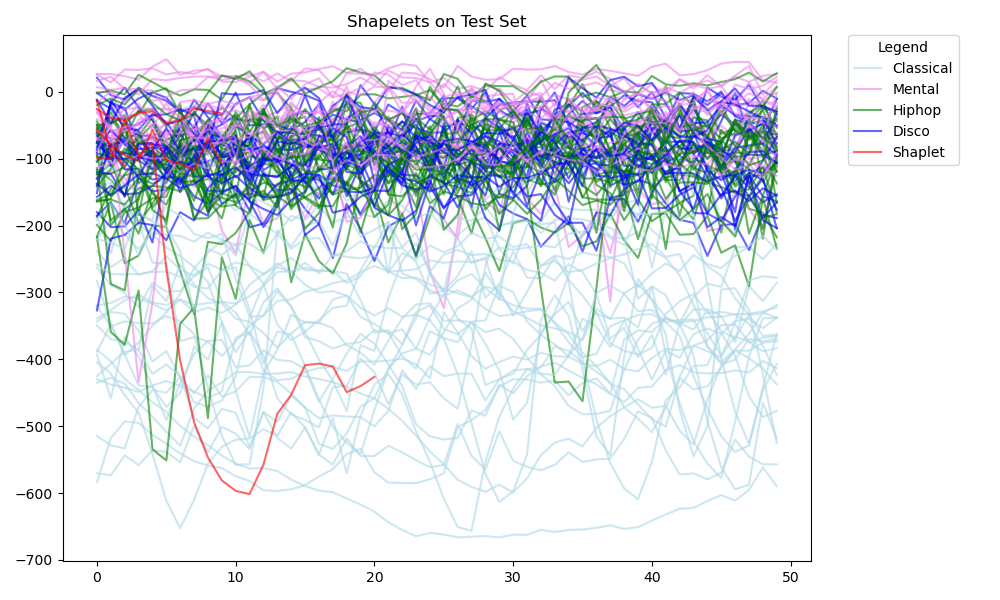 Shapelets on Test Set
Legend
Classical
Mental
Hiphop
Disco
Shaplet
0
−100
−200
−300
−400
−500
−600
−700
0 10 20 30 40 50